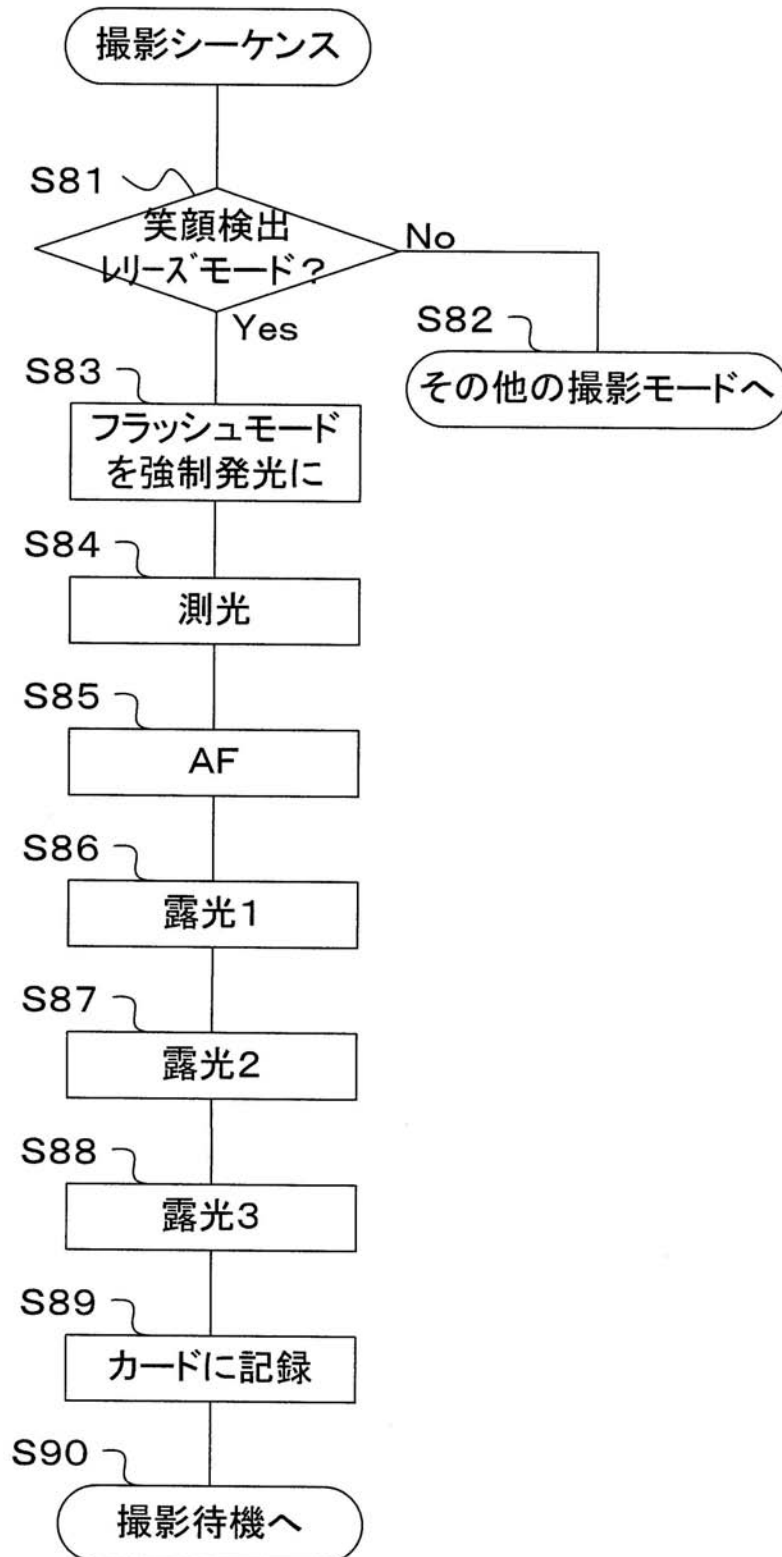 撮影シーケンス
S81
笑顔検出
レリーズモード？
No
Yes
S82
その他の撮影モードへ
S83
フラッシュモード
を強制発光に
S84
測光
S85
AF
S86
露光1
S87
露光2
S88
露光3
S89
カードに記録
S90
撮影待機へ